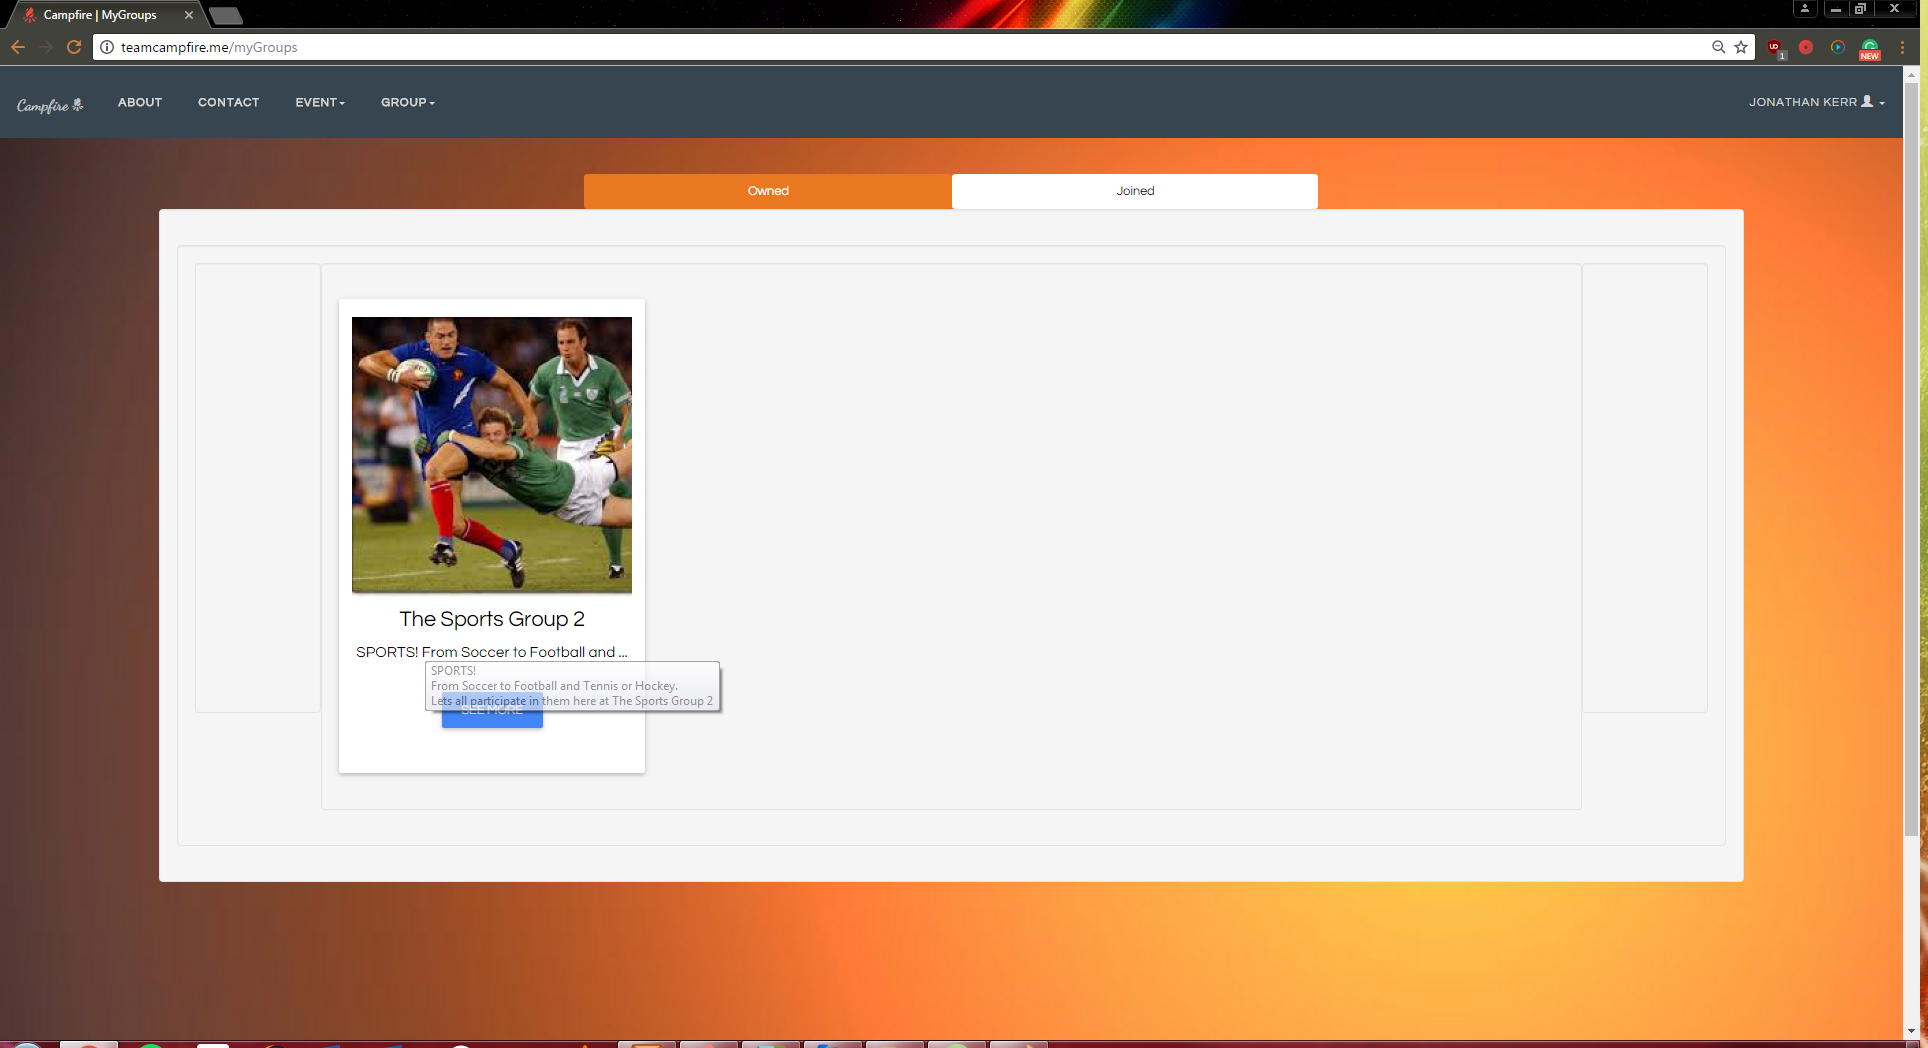 Campfire | MyGroups
teamcampfire.me/myGroups
1
NEW
Campfire
ABOUT
CONTACT
EVENT
GROUP
JONATHAN KERR
Owned
Joined
The Sports Group 2
SPORTS! From Soccer to Football and ...
SPORTS!
From Soccer to Football and Tennis or Hockey.
Lets all participate in them here at The Sports Group 2
SEE MORE